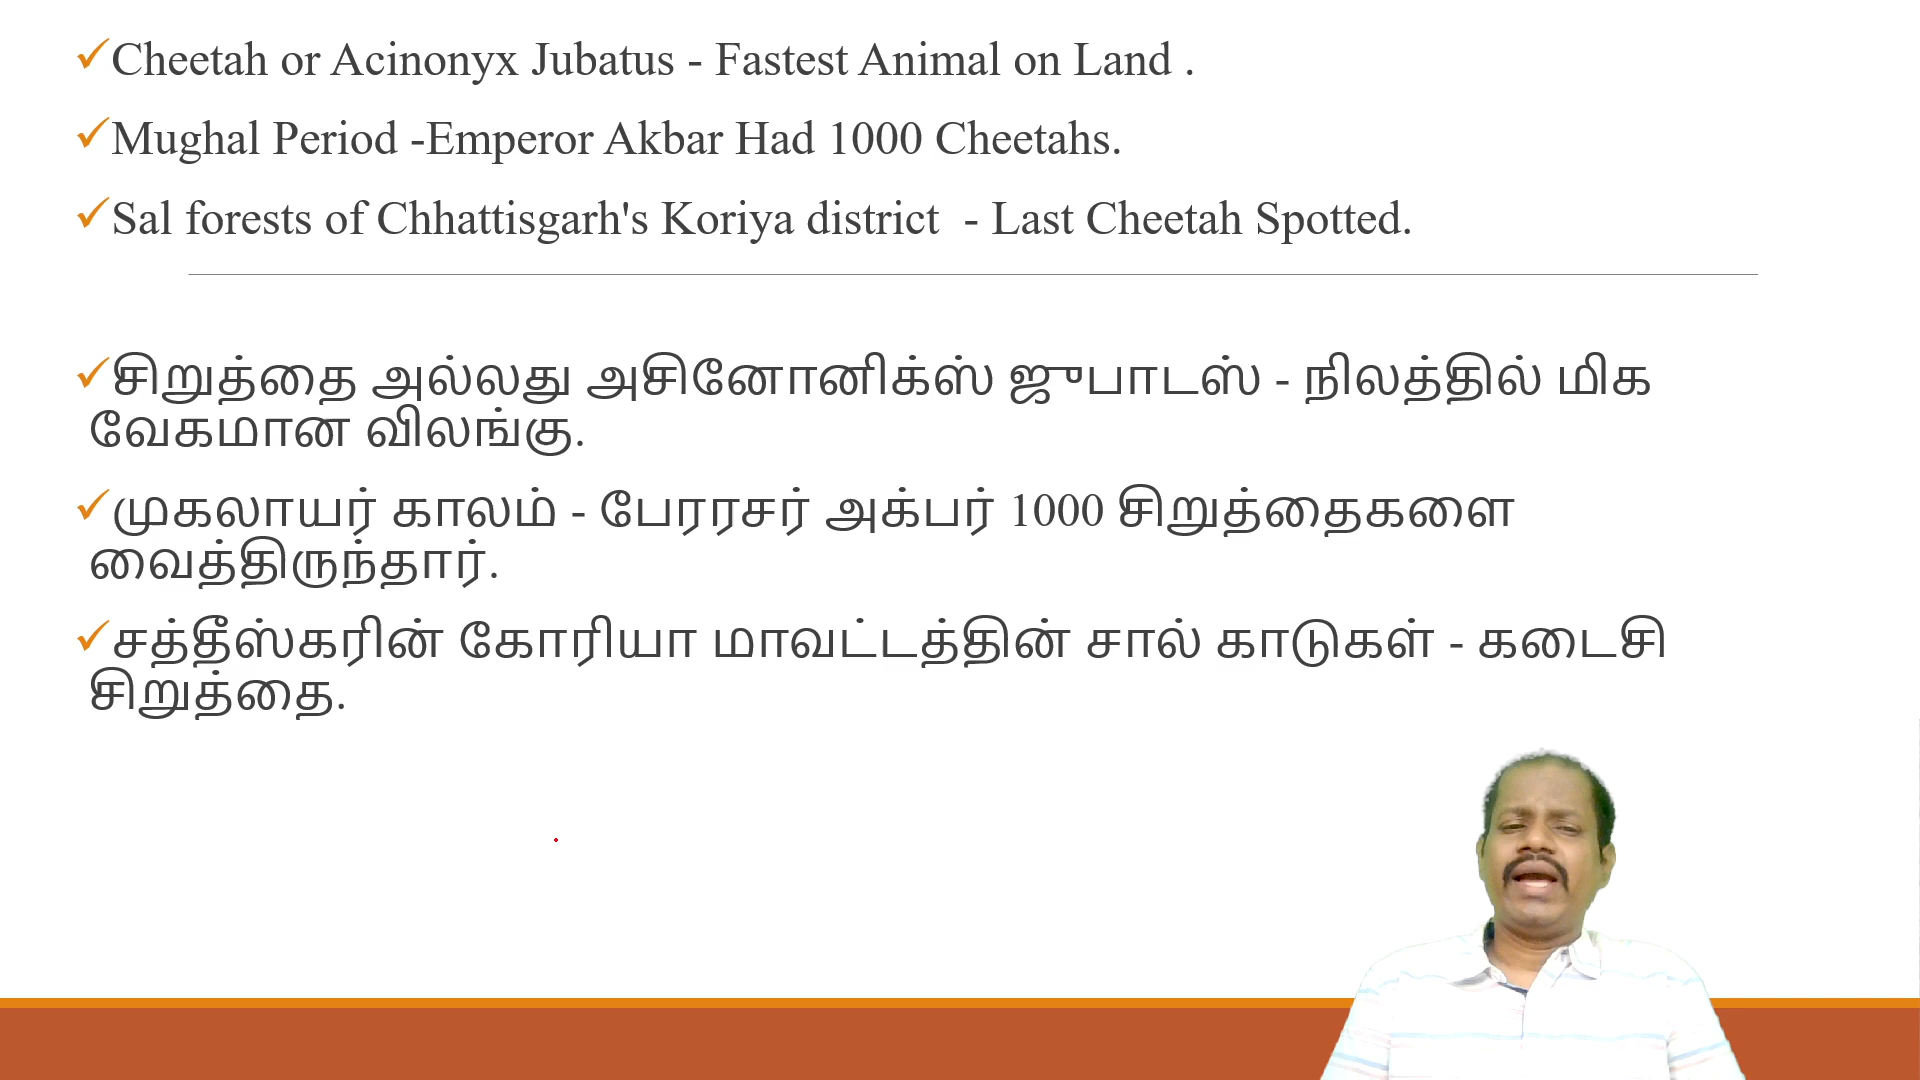 ✓Cheetah or Acinonyx Jubatus - Fastest Animal on Land .
✓Mughal Period -Emperor Akbar Had 1000 Cheetahs.
✓Sal forests of Chhattisgarh's Koriya district  - Last Cheetah Spotted.
✓சிறுத்தை அல்லது அசினோனிக்ஸ் ஜுபாடஸ் - நிலத்தில் மிக
வேகமான விலங்கு.
✓முகலாயர் காலம் - பேரரசர் அக்பர் 1000 சிறுத்தைகளை
வைத்திருந்தார்.
✓சத்தீஸ்கரின் கோரியா மாவட்டத்தின் சால் காடுகள் - கடைசி
சிறுத்தை.